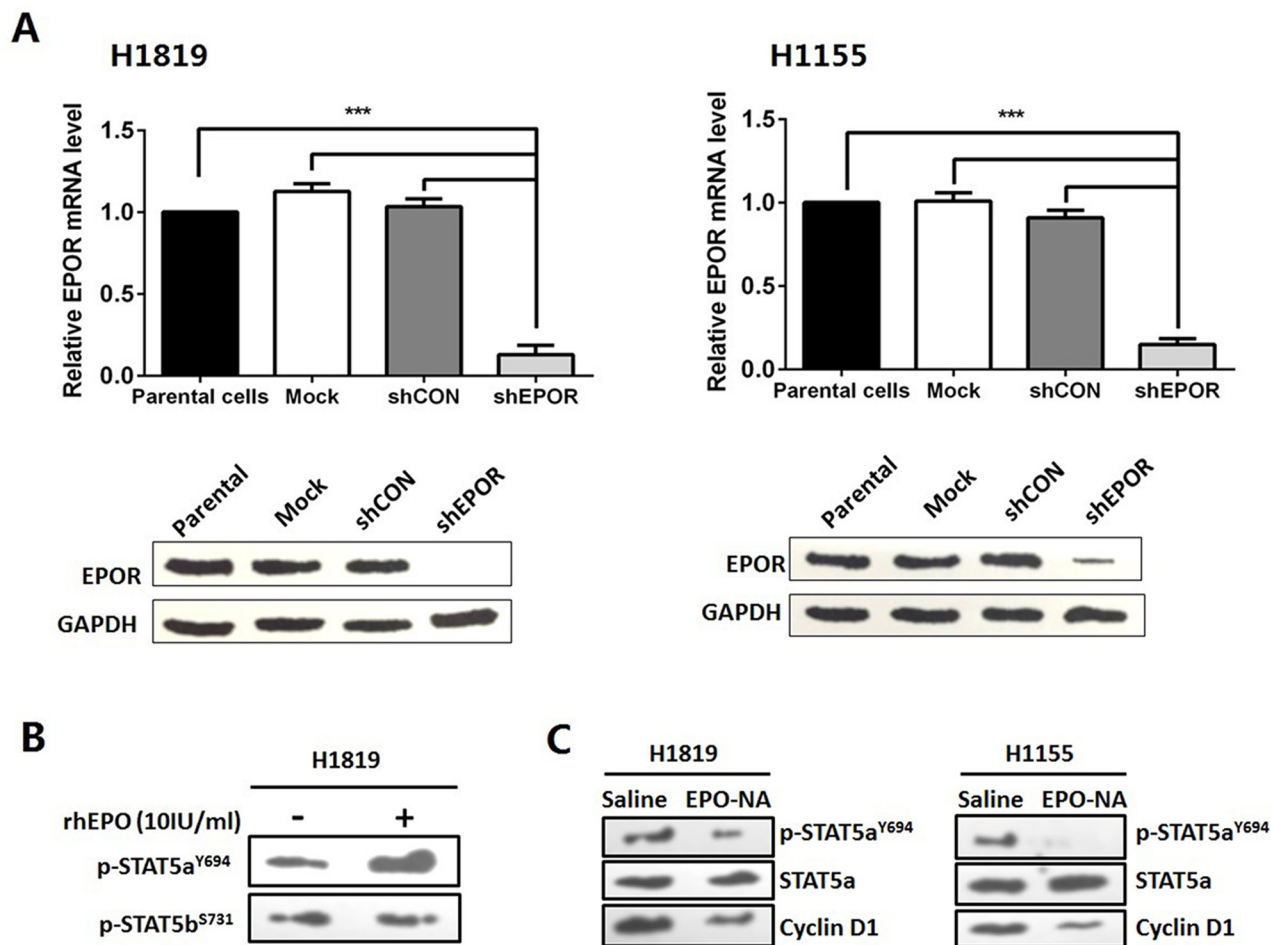 A
H1819
Relative EPOR mRNA level
1.5
1.0
0.5
0.0
***
Parental cells Mock shCON shEPOR
H1155
Relative EPOR mRNA level
1.5
1.0
0.5
0.0
***
Parental cells Mock shCON shEPOR
Parental Mock shCON shEPOR
EPOR
GAPDH
Parental Mock shCON shEPOR
EPOR
GAPDH
B
H1819
rhEPO (10IU/ml) - +
p-STAT5aY694
p-STAT5bS731
C
H1819
Saline EPO-NA
p-STAT5aY694
STAT5a
Cyclin D1
H1155
Saline EPO-NA
p-STAT5aY694
STAT5a
Cyclin D1